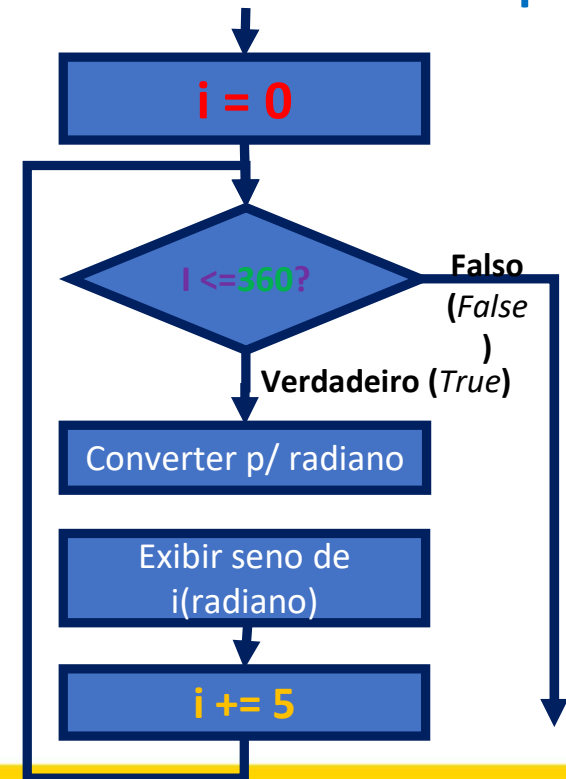 i = 0
I <=360?
Falso
(False
)
Verdadeiro (True)
Converter p/ radiano
Exibir seno de
i(radiano)
i += 5